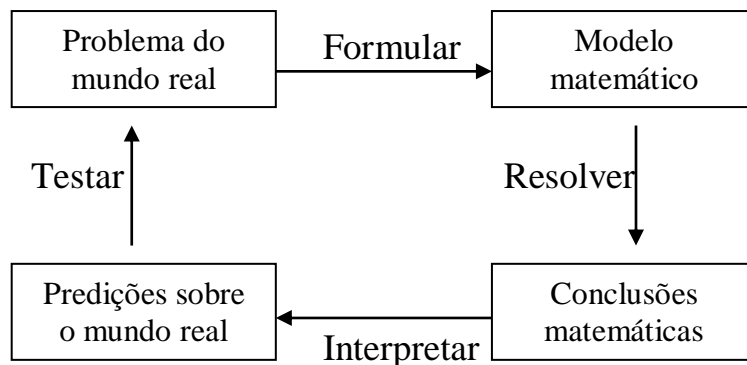 Problema do
mundo real
Formular
Modelo
matemático
Testar
Resolver
Predições sobre
o mundo real
Interpretar
Conclusões
matemáticas